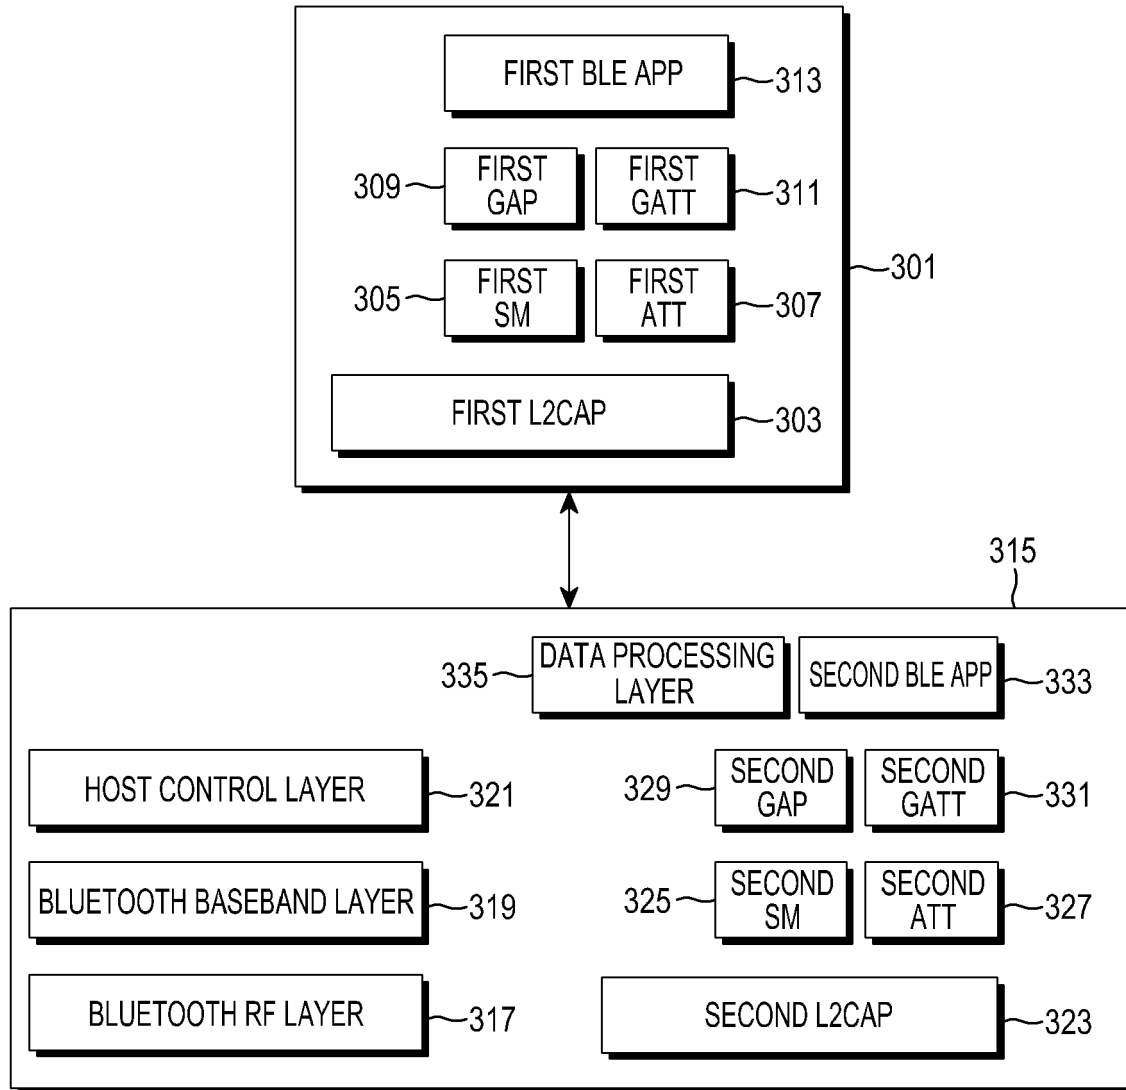 FIRST BLE APP
313
309
FIRST
GAP
FIRST
GATT
311
301
305
FIRST
SM
FIRST
ATT
307
FIRST L2CAP
303
315
335
DATA PROCESSING
LAYER
SECOND BLE APP
333
HOST CONTROL LAYER
321
329
SECOND
GAP
SECOND
GATT
331
BLUETOOTH BASEBAND LAYER
319
325
SECOND
SM
SECOND
ATT
327
BLUETOOTH RF LAYER
317
SECOND L2CAP
323